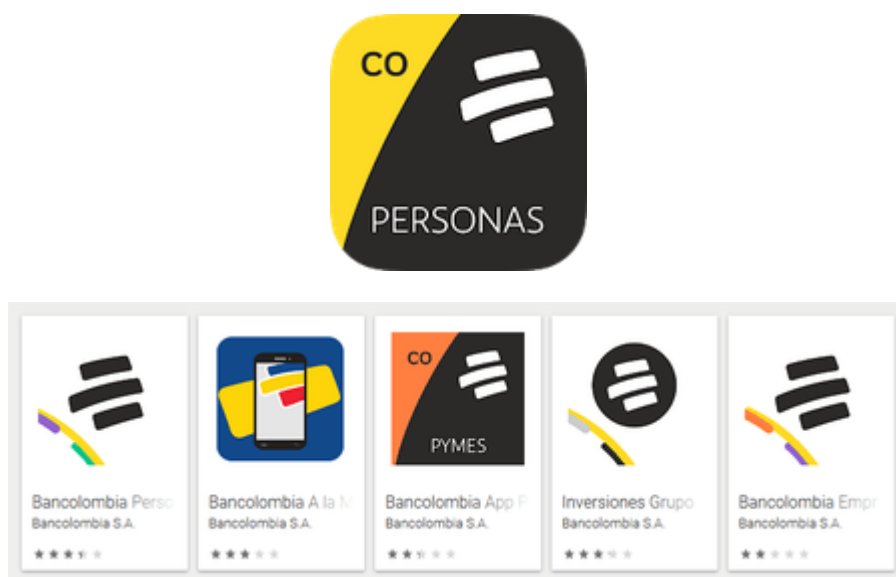 CO
PERSONAS
CO
PYMES
Bancolombia Perso
Bancolombia S.A.
Bancolombia A la M
Bancolombia S.A.
Bancolombia App P
Bancolombia S.A.
Inversiones Grupo
Bancolombia S.A.
Bancolombia Empr
Bancolombia S.A.